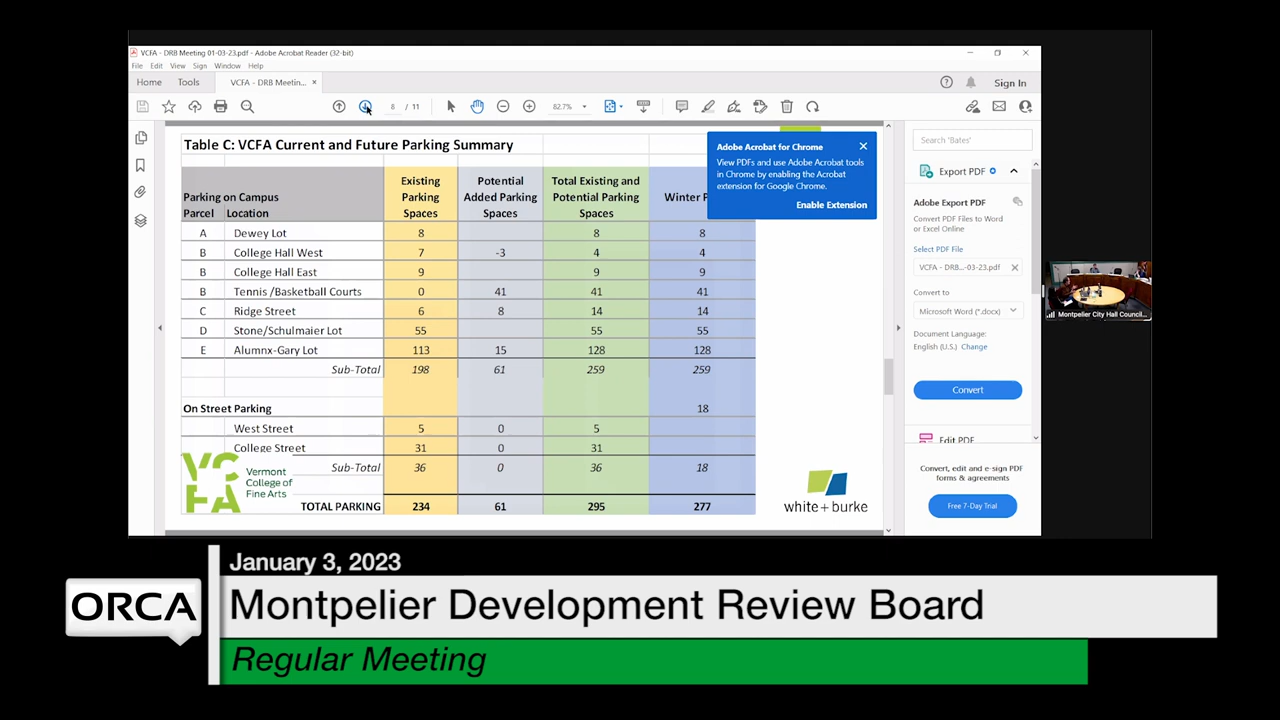 VCFA - DRB Meeting 01-03-23.pdf - Adobe Acrobat Reader (32-bit)
File Edit View Sign Window Help
Home Tools VCFA - DRB Meetin... × Sign In
8 / 11 82.7%
Table C: VCFA Current and Future Parking Summary
Adobe Acrobat for Chrome
View PDFs and use Adobe Acrobat tools
in Chrome by enabling the Acrobat
extension for Google Chrome.
Enable Extension
Search 'Bates'
Export PDF
Adobe Export PDF
Convert PDF Files to Word
or Excel Online
Select PDF File
VCFA - DRB...-03-23.pdf
Convert to
Microsoft Word (*.docx)
Document Language:
English (U.S.) Change
Convert
Edit PDF
Convert, edit and e-sign PDF
forms & agreements
Free 7-Day Trial
Parking on Campus
Parcel Location
Existing
Parking
Spaces
Potential
Added Parking
Spaces
Total Existing and
Potential Parking
Spaces
Winter
A Dewey Lot 8 8 8
B College Hall West 7 -3 4 4
B College Hall East 9 9 9
B Tennis /Basketball Courts 0 41 41 41
C Ridge Street 6 8 14 14
D Stone/Schulmaier Lot 55 55 55
E Alumnx-Gary Lot 113 15 128 128
Sub-Total 198 61 259 259
On Street Parking 18
West Street 5 0 5
College Street 31 0 31
Sub-Total 36 0 36 18
TOTAL PARKING 234 61 295 277
VCFA
Vermont
College of
Fine Arts
white + burke
Montpelier City Hall Council...
January 3, 2023
ORCA
Montpelier Development Review Board
Regular Meeting